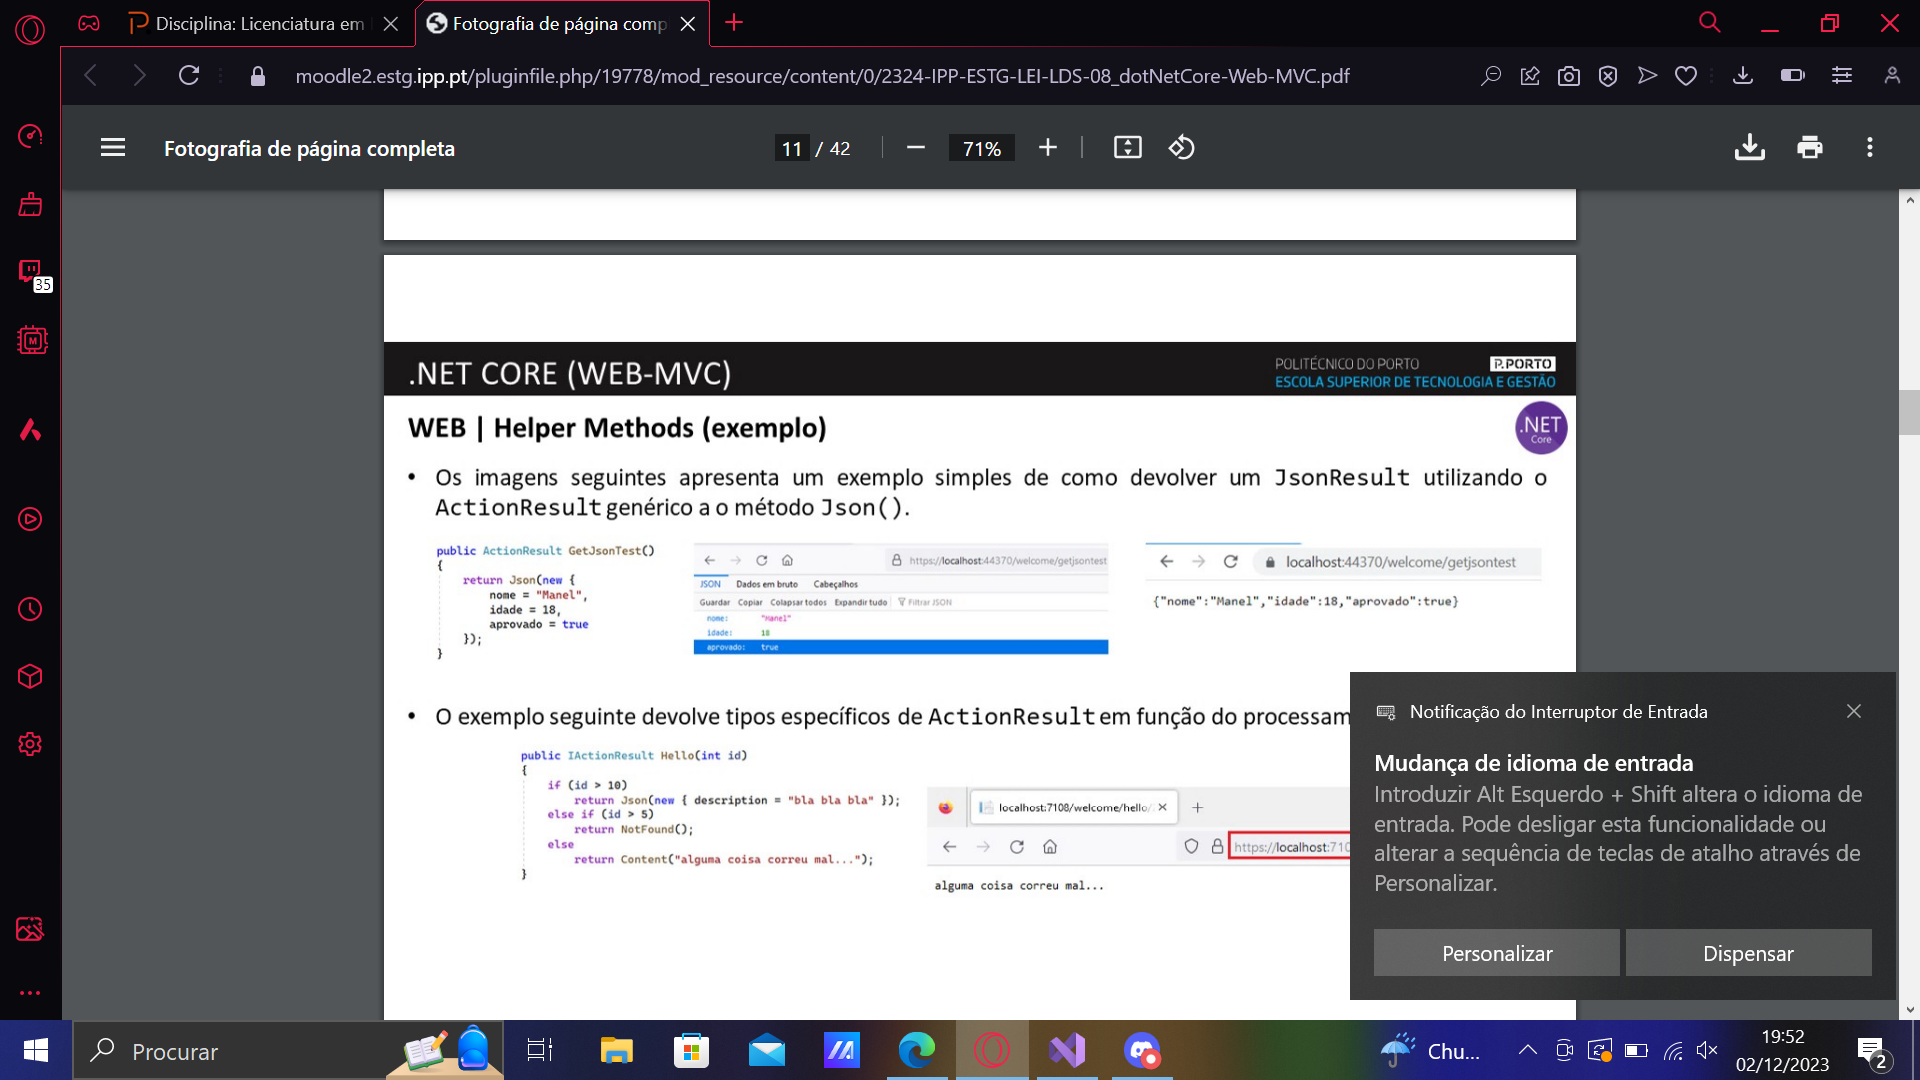 Disciplina: Licenciatura em
Fotografia de página comp
moodle2.estg.ipp.pt/pluginfile.php/19778/mod_resource/content/0/2324-IPP-ESTG-LEI-LDS-08_dotNetCore-Web-MVC.pdf
35
Fotografia de página completa
11 / 42
71%
.NET CORE (WEB-MVC)
POLITÉCNICO DO PORTO
P.PORTO
ESCOLA SUPERIOR DE TECNOLOGIA E GESTÃO
.NET
Core
WEB | Helper Methods (exemplo)
• Os imagens seguintes apresenta um exemplo simples de como devolver um JsonResult utilizando o
ActionResult genérico a o método Json().
public ActionResult GetJsonTest()
{
return Json(new {
nome = "Manel",
idade = 18,
aprovado = true
});
}
https://localhost:44370/welcome/getjsontest
JSON Dados em bruto Cabeçalhos
Guardar Copiar Colapsar todos Expandir tudo Filtrar JSON
nome: "Manel"
idade: 18
aprovado: true
localhost:44370/welcome/getjsontest
{"nome":"Manel","idade":18,"aprovado":true}
• O exemplo seguinte devolve tipos específicos de ActionResult em função do processam
public IActionResult Hello(int id)
{
if (id > 10)
return Json(new { description = "bla bla bla" });
else if (id > 5)
return NotFound();
else
return Content("alguma coisa correu mal...");
}
localhost:7108/welcome/hello/
https://localhost:710
alguma coisa correu mal...
Notificação do Interruptor de Entrada
Mudança de idioma de entrada
Introduzir Alt Esquerdo + Shift altera o idioma de
entrada. Pode desligar esta funcionalidade ou
alterar a sequência de teclas de atalho através de
Personalizar.
Personalizar
Dispensar
Procurar
Chu...
19:52
02/12/2023
2